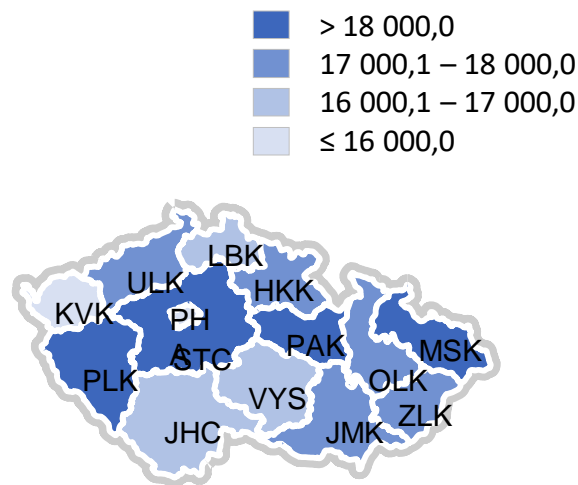 > 18 000,0
17 000,1 – 18 000,0
16 000,1 – 17 000,0
≤ 16 000,0
LBK
ULK
HKK
KVK
PH
A
STC
PAK
MSK
PLK
OLK
VYS
ZLK
JHC
JMK